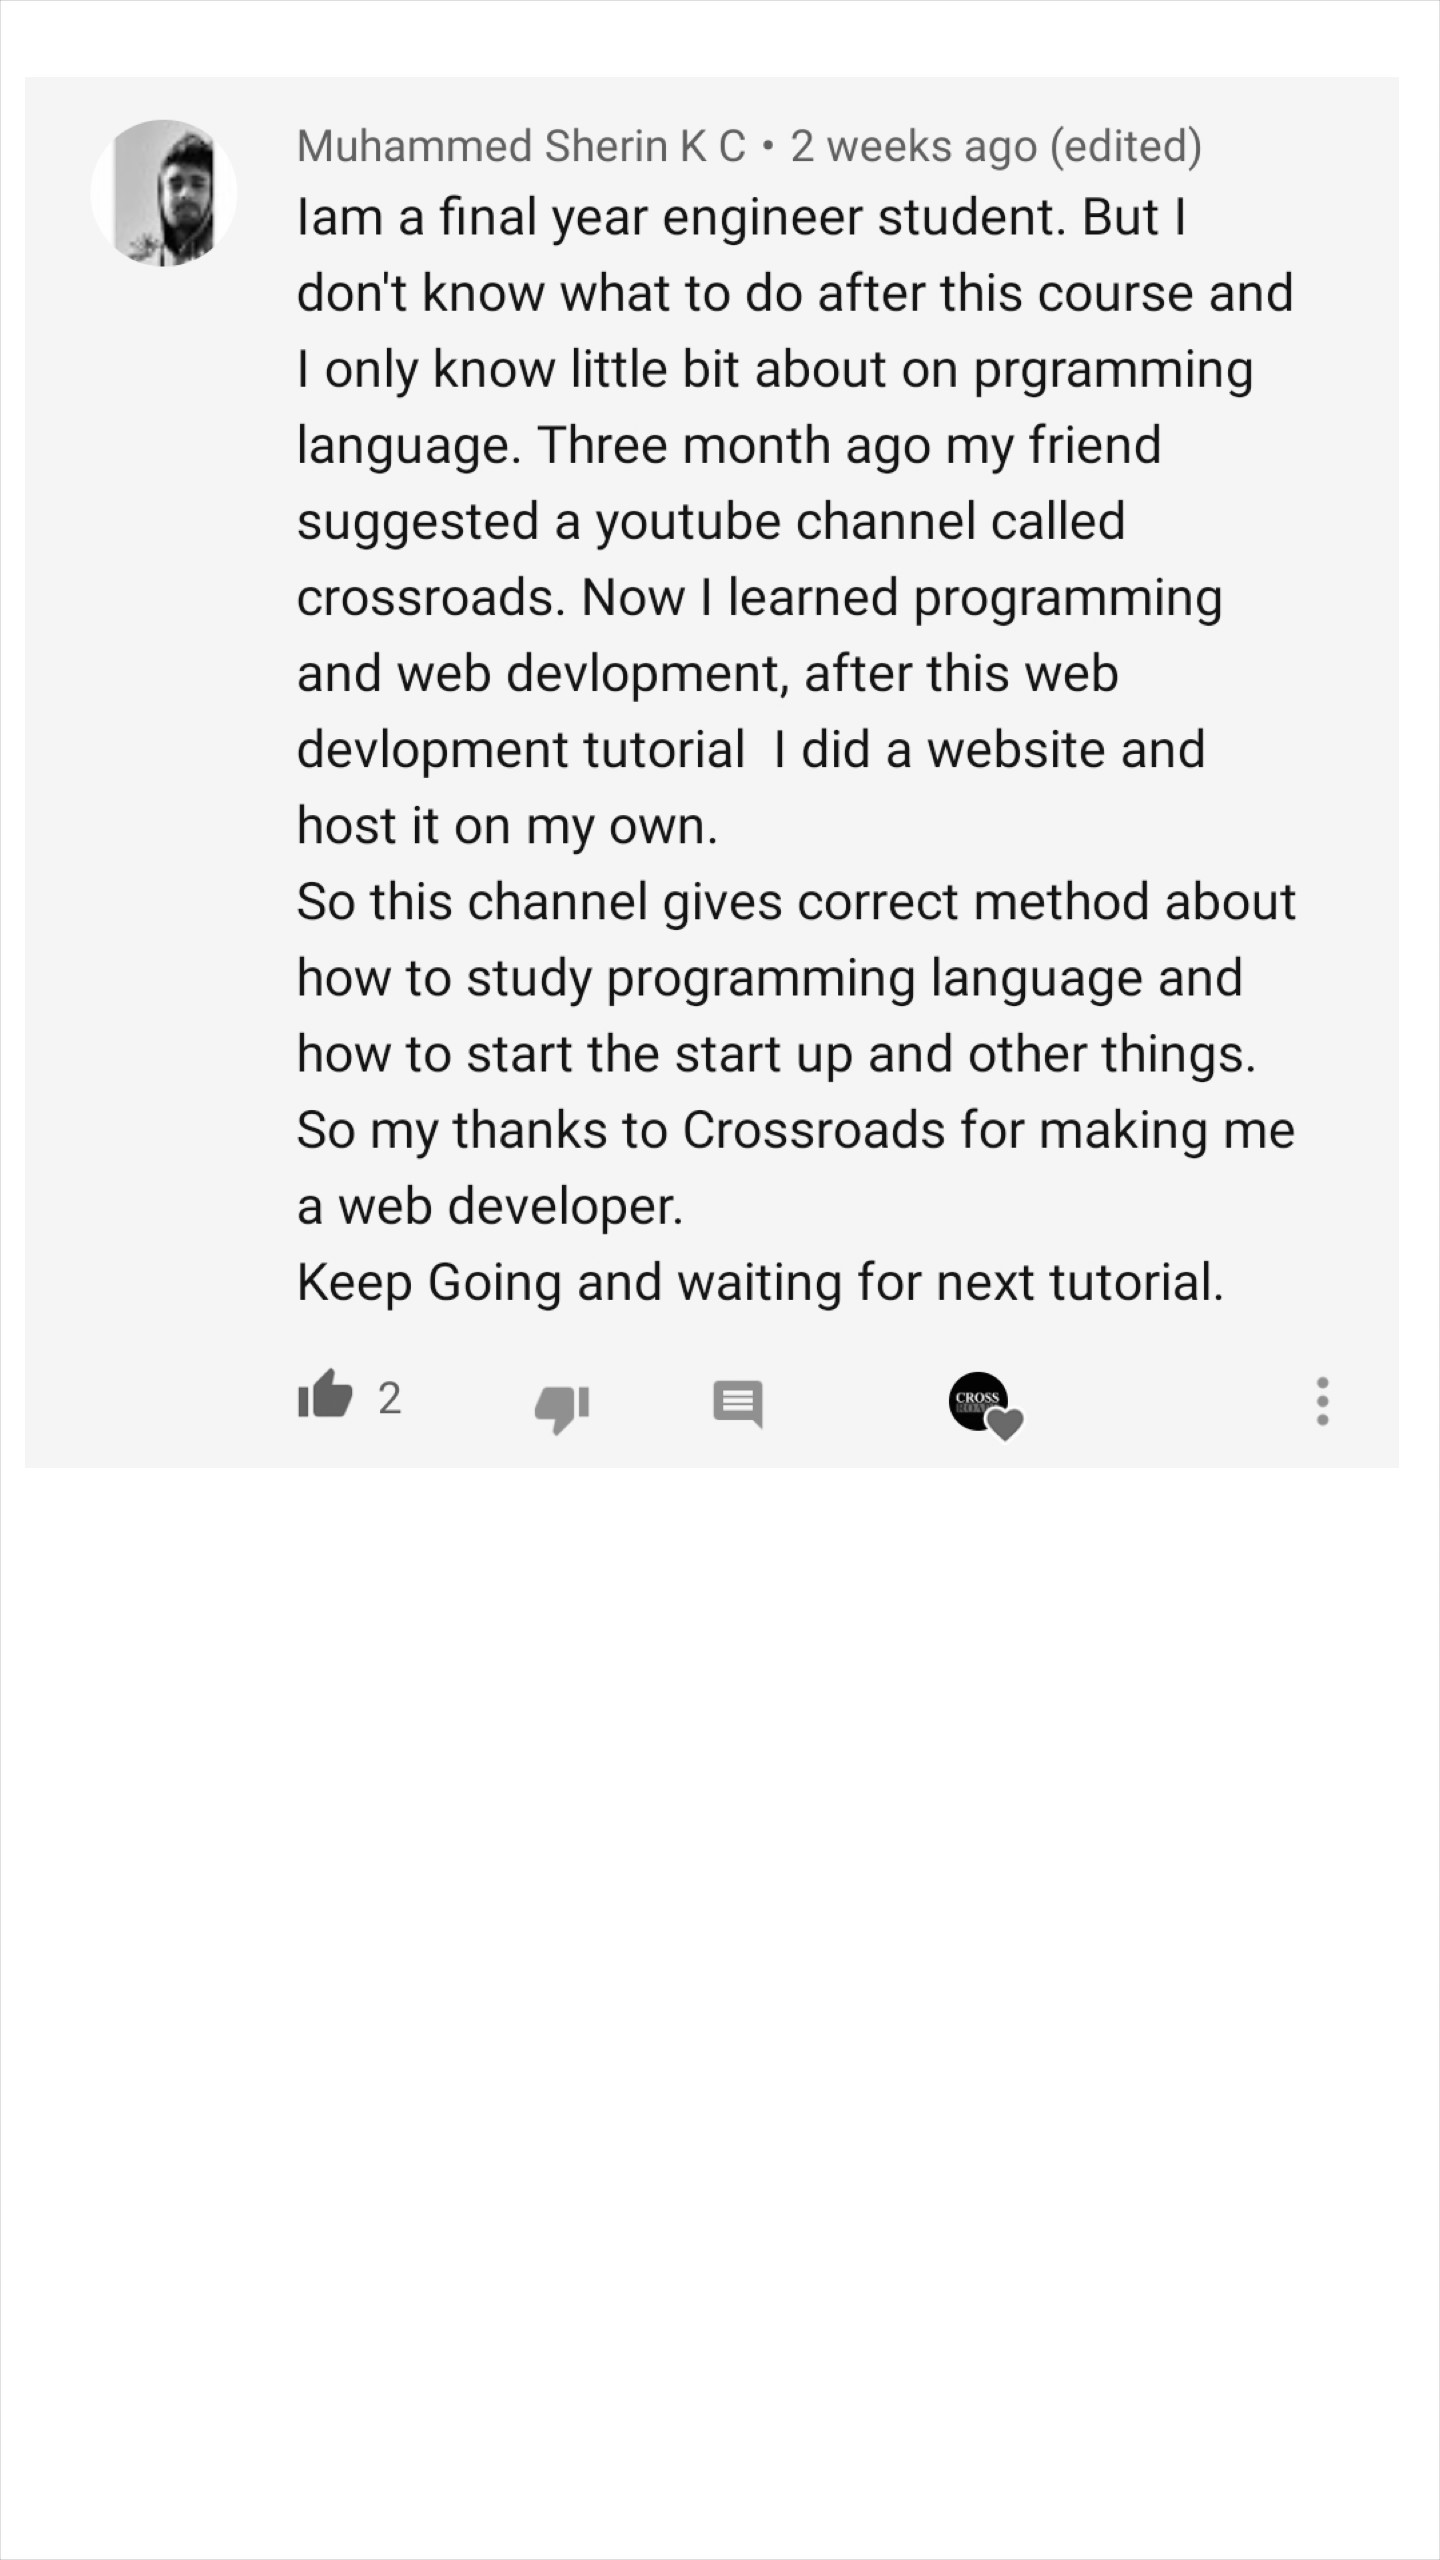 Muhammed Sherin K C • 2 weeks ago (edited)
Iam a final year engineer student. But I
don't know what to do after this course and
I only know little bit about on prgramming
language. Three month ago my friend
suggested a youtube channel called
crossroads. Now I learned programming
and web devlopment, after this web
devlopment tutorial  I did a website and
host it on my own.
So this channel gives correct method about
how to study programming language and
how to start the start up and other things.
So my thanks to Crossroads for making me
a web developer.
Keep Going and waiting for next tutorial.
2
CROSS
ROADS